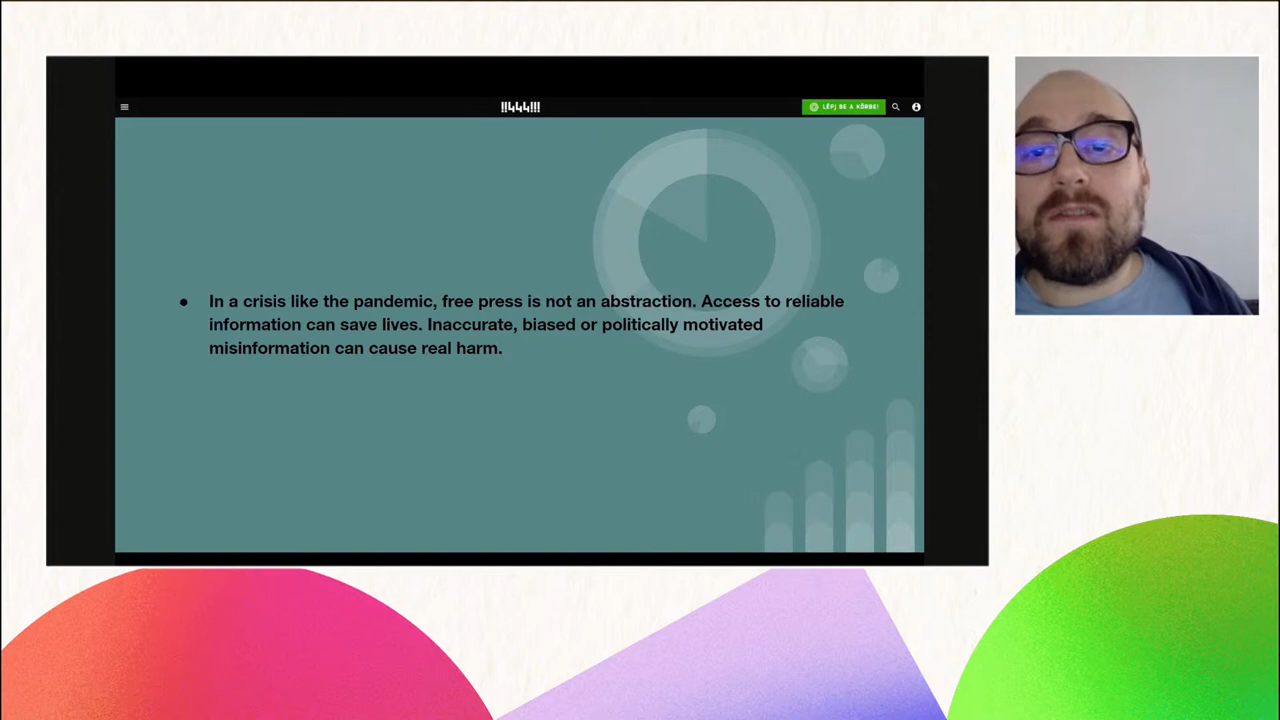 !!444!!!
LÉPJ BE A KÖRBE!
● In a crisis like the pandemic, free press is not an abstraction. Access to reliable
information can save lives. Inaccurate, biased or politically motivated
misinformation can cause real harm.